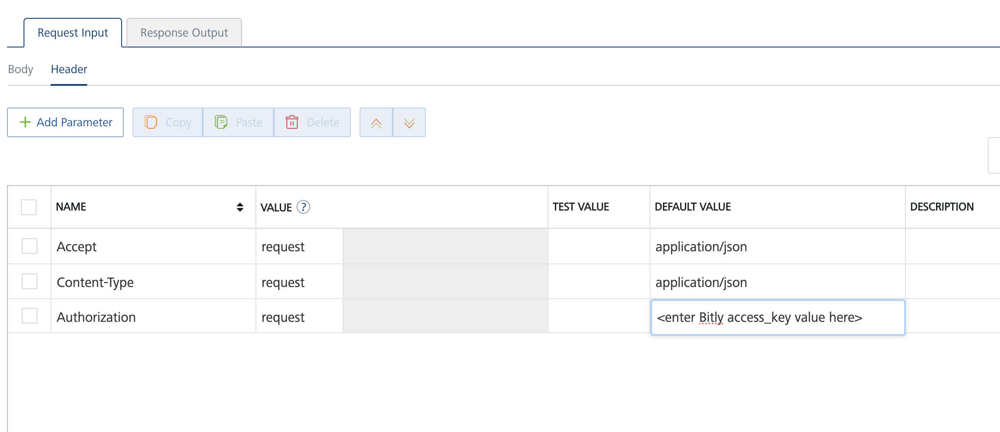 Request Input Response Output
Body Header
Add Parameter Copy Paste Delete
NAME VALUE ? TEST VALUE DEFAULT VALUE DESCRIPTION
Accept request application/json
Content-Type request application/json
Authorization request <enter Bitly access_key value here>